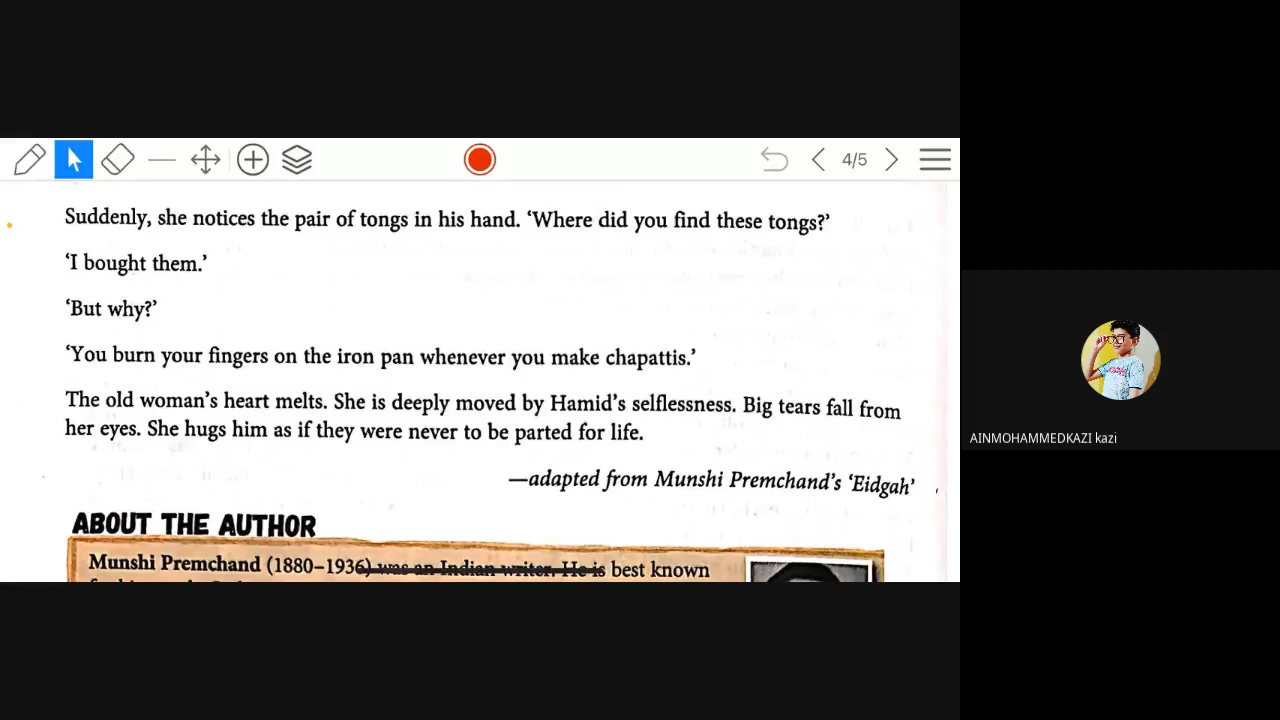 4/5
Suddenly, she notices the pair of tongs in his hand. ‘Where did you find these tongs?’
‘I bought them.’
‘But why?’
‘You burn your fingers on the iron pan whenever you make chapattis.’
The old woman’s heart melts. She is deeply moved by Hamid’s selflessness. Big tears fall from
her eyes. She hugs him as if they were never to be parted for life.
—adapted from Munshi Premchand’s ‘Eidgah’
ABOUT THE AUTHOR
Munshi Premchand (1880–1936) was an Indian writer. He is best known
AINMOHAMMEDKAZI kazi